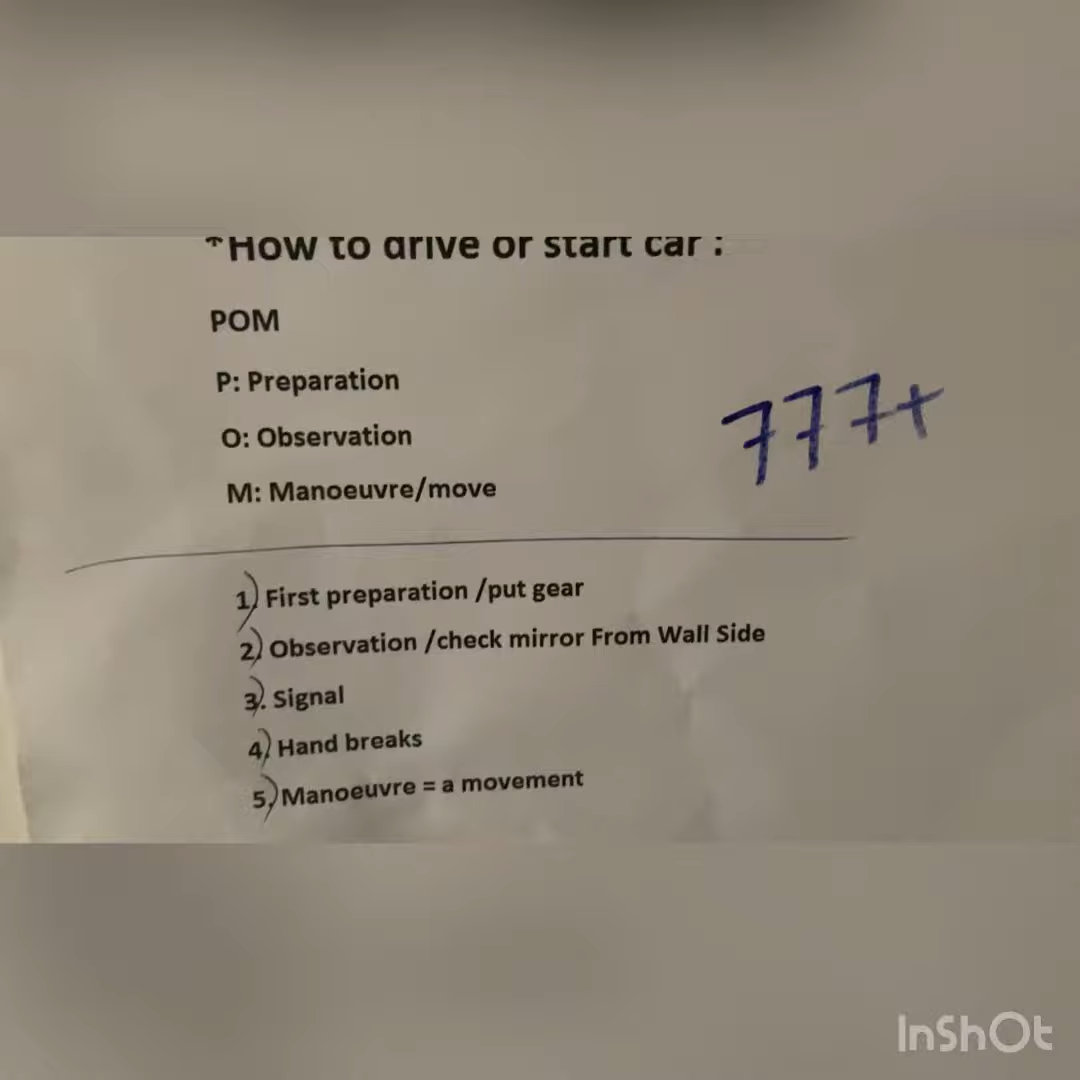 *How to drive or start car :
POM
P: Preparation
O: Observation
777+
M: Manoeuvre/move
1) First preparation /put gear
2) Observation /check mirror From Wall Side
3). Signal
4) Hand breaks
5) Manoeuvre = a movement
InShOt